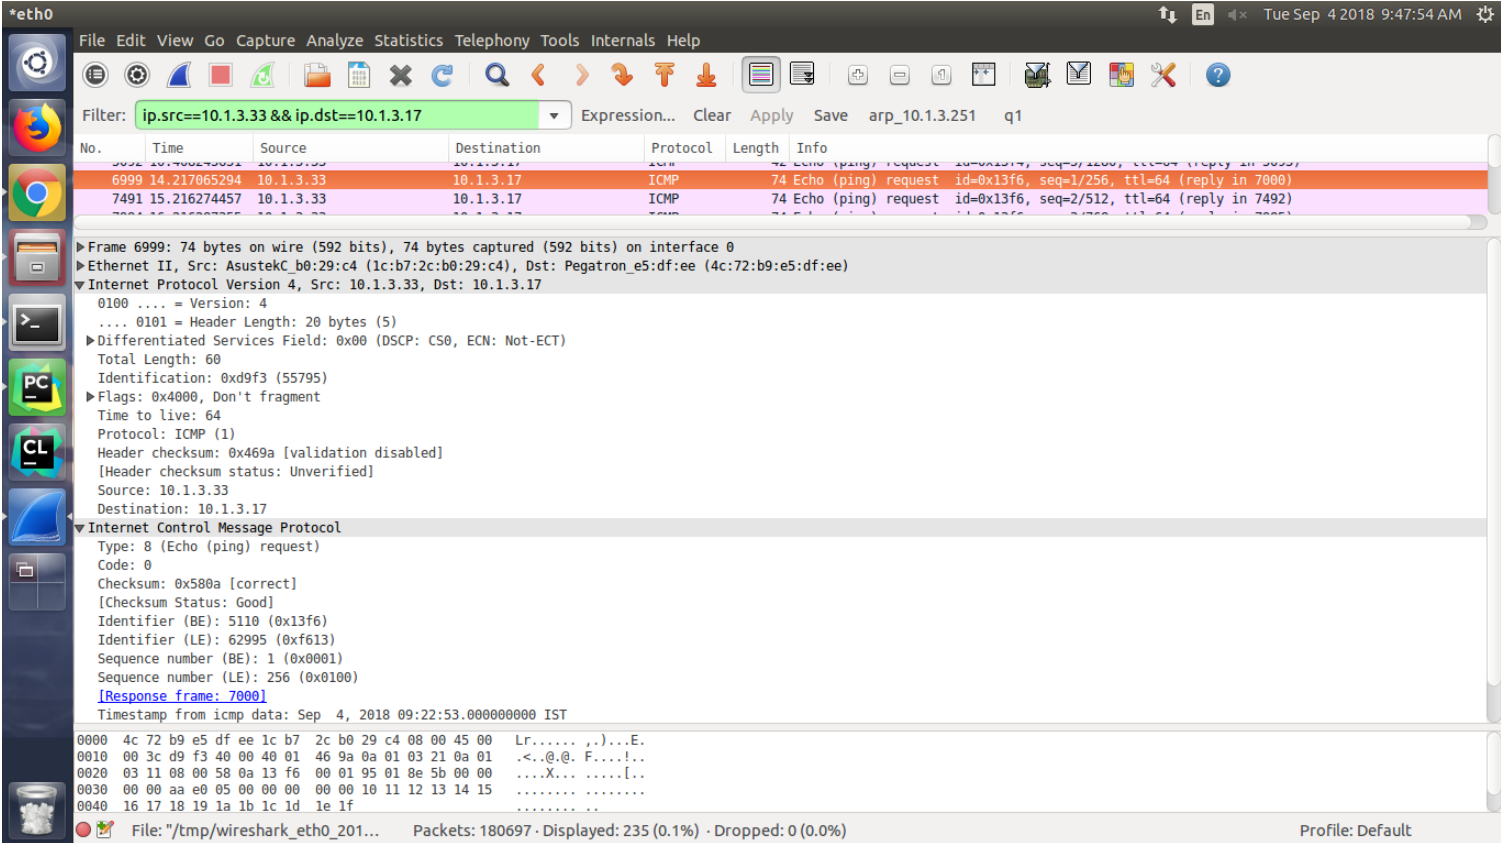 *eth0
En
Tue Sep 4 2018 9:47:54 AM
File Edit View Go Capture Analyze Statistics Telephony Tools Internals Help
Filter: ip.src==10.1.3.33 && ip.dst==10.1.3.17 Expression... Clear Apply Save arp_10.1.3.251 q1
No. Time Source Destination Protocol Length Info
6999 14.217065294 10.1.3.33 10.1.3.17 ICMP 74 Echo (ping) request id=0x13f6, seq=1/256, ttl=64 (reply in 7000)
7491 15.216274457 10.1.3.33 10.1.3.17 ICMP 74 Echo (ping) request id=0x13f6, seq=2/512, ttl=64 (reply in 7492)
Frame 6999: 74 bytes on wire (592 bits), 74 bytes captured (592 bits) on interface 0
Ethernet II, Src: AsustekC_b0:29:c4 (1c:b7:2c:b0:29:c4), Dst: Pegatron_e5:df:ee (4c:72:b9:e5:df:ee)
Internet Protocol Version 4, Src: 10.1.3.33, Dst: 10.1.3.17
0100 .... = Version: 4
.... 0101 = Header Length: 20 bytes (5)
Differentiated Services Field: 0x00 (DSCP: CS0, ECN: Not-ECT)
Total Length: 60
Identification: 0xd9f3 (55795)
Flags: 0x4000, Don't fragment
Time to live: 64
Protocol: ICMP (1)
Header checksum: 0x469a [validation disabled]
[Header checksum status: Unverified]
Source: 10.1.3.33
Destination: 10.1.3.17
Internet Control Message Protocol
Type: 8 (Echo (ping) request)
Code: 0
Checksum: 0x580a [correct]
[Checksum Status: Good]
Identifier (BE): 5110 (0x13f6)
Identifier (LE): 62995 (0xf613)
Sequence number (BE): 1 (0x0001)
Sequence number (LE): 256 (0x0100)
[Response frame: 7000]
Timestamp from icmp data: Sep 4, 2018 09:22:53.000000000 IST
0000 4c 72 b9 e5 df ee 1c b7 2c b0 29 c4 08 00 45 00 Lr...... ,.)...E.
0010 00 3c d9 f3 40 00 40 01 46 9a 0a 01 03 21 0a 01 .<..@.@. F....!..
0020 03 11 08 00 58 0a 13 f6 00 01 95 01 8e 5b 00 00 ....X... .....[..
0030 00 00 aa e0 05 00 00 00 00 00 10 11 12 13 14 15 ........ ........
0040 16 17 18 19 1a 1b 1c 1d 1e 1f ........ ..
File: "/tmp/wireshark_eth0_201... Packets: 180697 · Displayed: 235 (0.1%) · Dropped: 0 (0.0%) Profile: Default
PC
CL